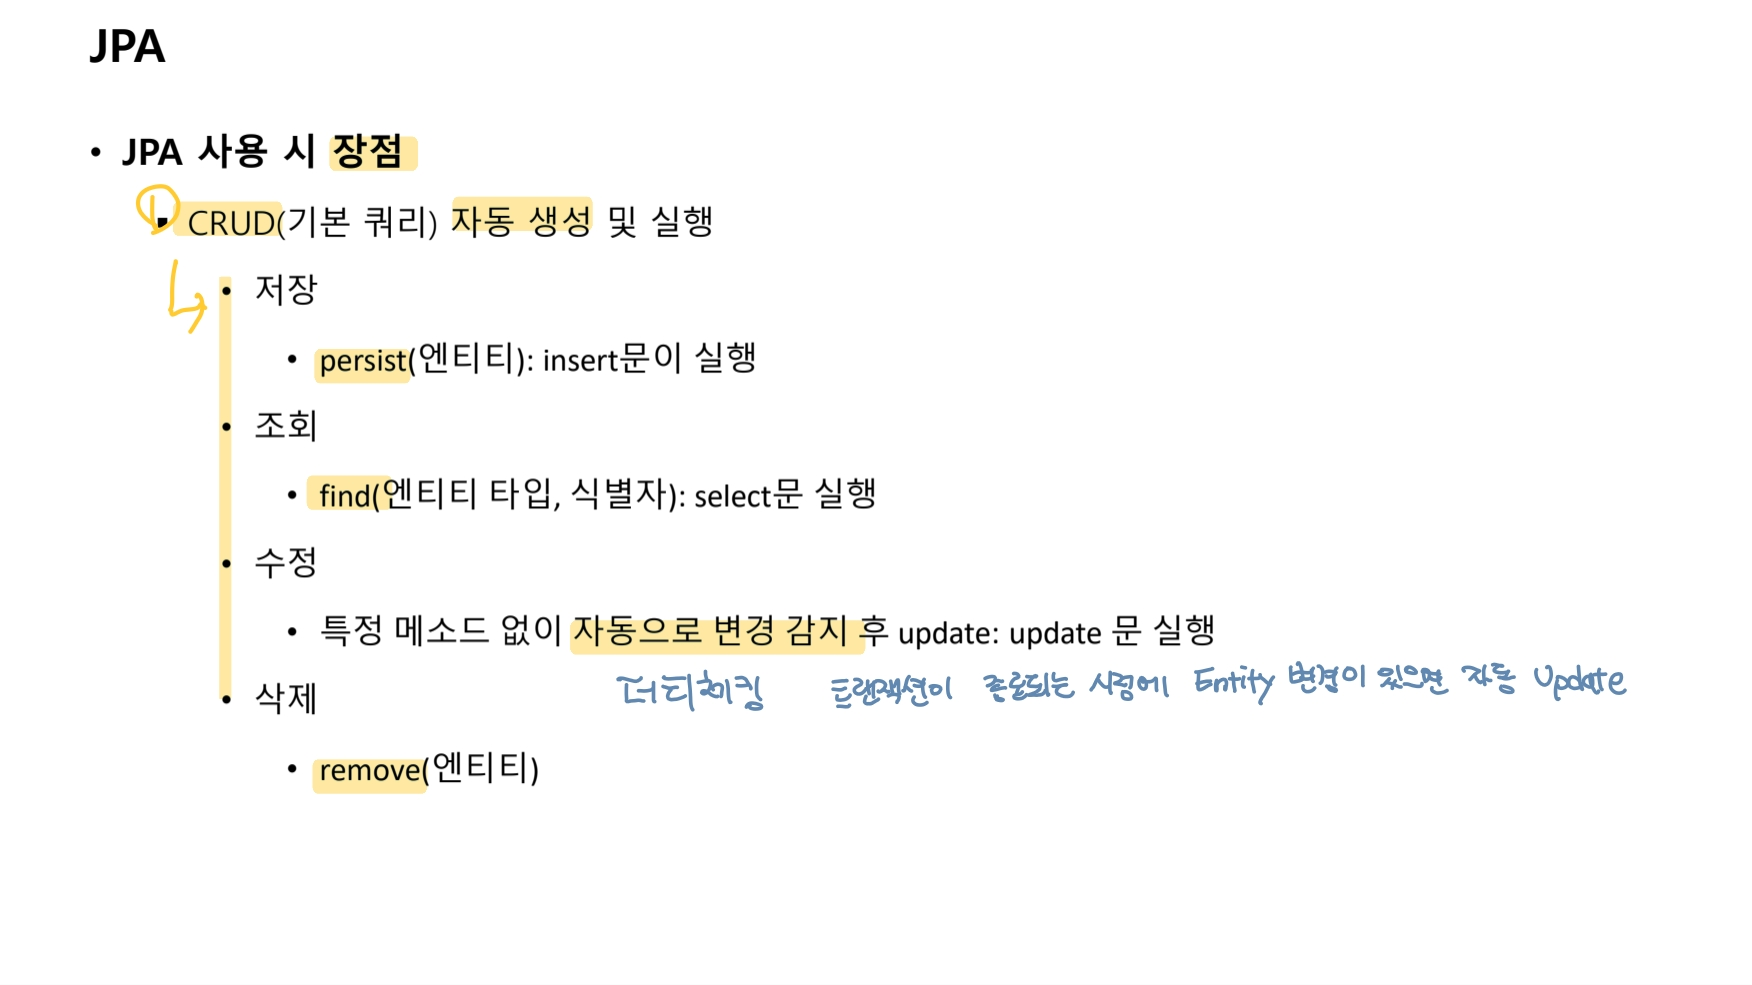 JPA
• JPA 사용 시 장점
▪ CRUD(기본 쿼리) 자동 생성 및 실행
• 저장
• persist(엔티티): insert문이 실행
• 조회
• find(엔티티 타입, 식별자): select문 실행
• 수정
• 특정 메소드 없이 자동으로 변경 감지 후 update: update 문 실행
더티체킹 트랜잭션이 종료되는 시점에 Entity 변경이 있으면 자동 Update
• 삭제
• remove(엔티티)